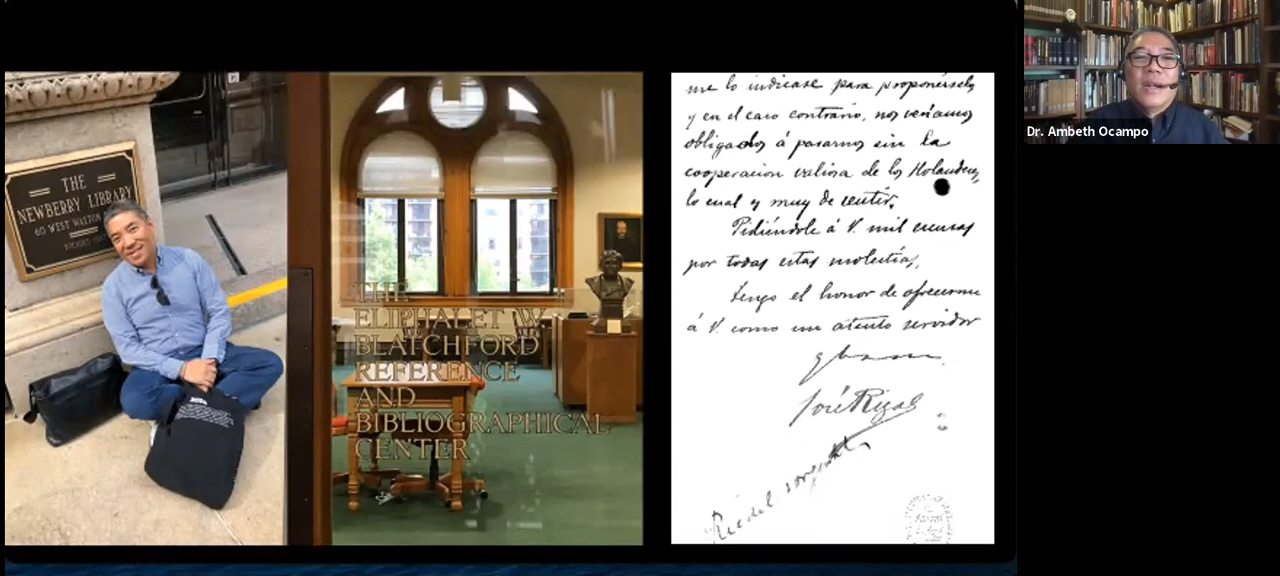 THE
NEWBERRY LIBRARY
60 WEST WALTON
THE
ELIPHALET W
BLATCHFORD
REFERENCE
AND
BIBLIOGRAPHICAL
CENTER
me lo indicase para proponérselo,
y en el caso contrario, nos veriamos
obligados á pasarnos sin la
cooperacion valiosa de los Holandeses,
lo cual es muy de sentir.
Pidiéndole á V. mil excusas
por todas estas molestias,
tengo el honor de ofrecerme
á V. como un atento servidor
José Rizal
Dr. Ambeth Ocampo